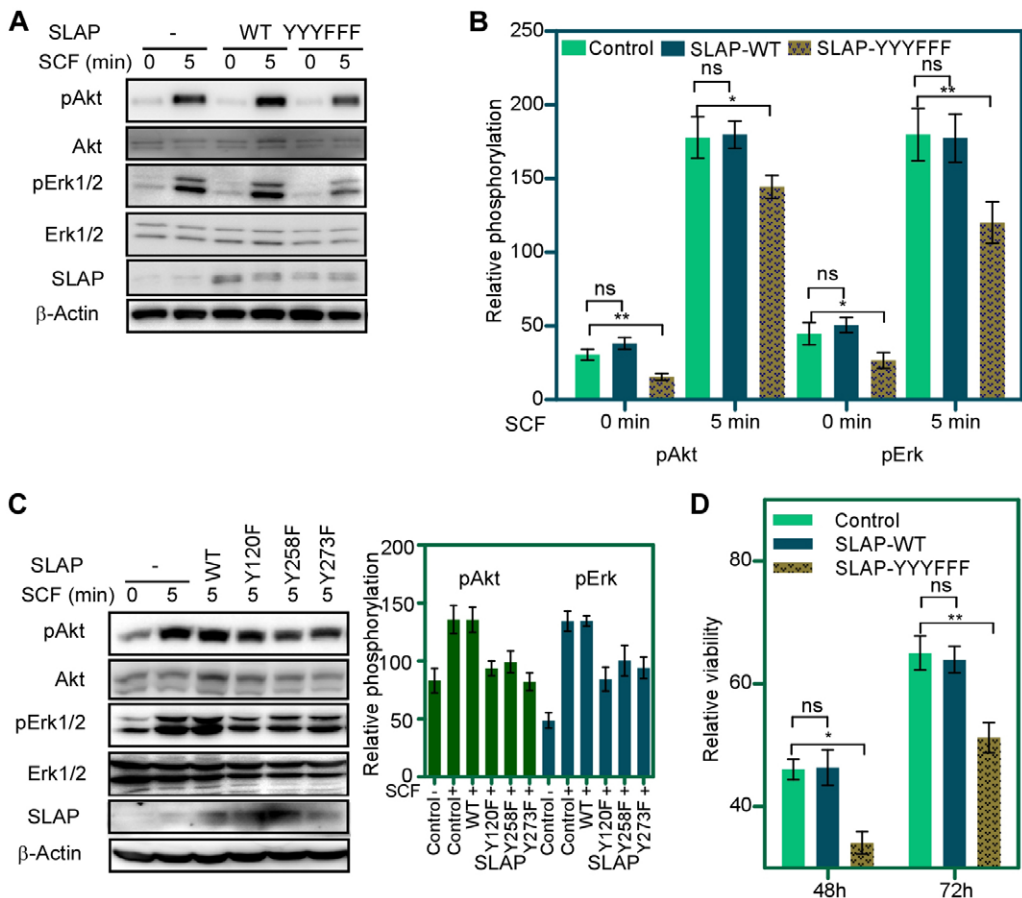 A
SLAP - WT YYYFFF
SCF (min) 0 5 0 5 0 5
pAkt
Akt
pErk1/2
Erk1/2
SLAP
β-Actin
B
250
200
150
100
50
0
Relative phosphorylation
Control SLAP-WT SLAP-YYYFFF
ns
**
ns
*
ns
*
ns
**
SCF 0 min 5 min 0 min 5 min
pAkt pErk
C
SLAP - WT Y120F Y258F Y273F
SCF (min) 0 5 5 5 5 5
pAkt
Akt
pErk1/2
Erk1/2
SLAP
β-Actin
200
150
100
50
0
Relative phosphorylation
pAkt pErk
SCF - + + + + + - + + + + +
Control Control WT Y120F Y258F Y273F Control Control WT Y120F Y258F Y273F
SLAP SLAP
D
80
60
40
Relative viability
Control
SLAP-WT
SLAP-YYYFFF
ns
*
ns
**
48h 72h